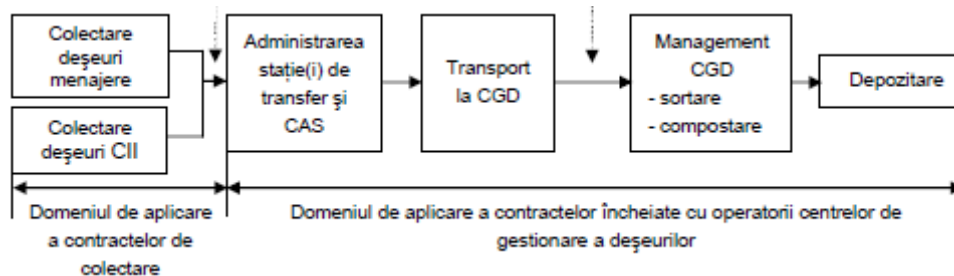 Colectare
deşeuri
menajere
Colectare
deşeuri CII
Administrarea
stație(i) de
transfer şi
CAS
Transport
la CGD
Management
CGD
- sortare
- compostare
Depozitare
Domeniul de aplicare
a contractelor de
colectare
Domeniul de aplicare a contractelor încheiate cu operatorii centrelor de
gestionare a deşeurilor